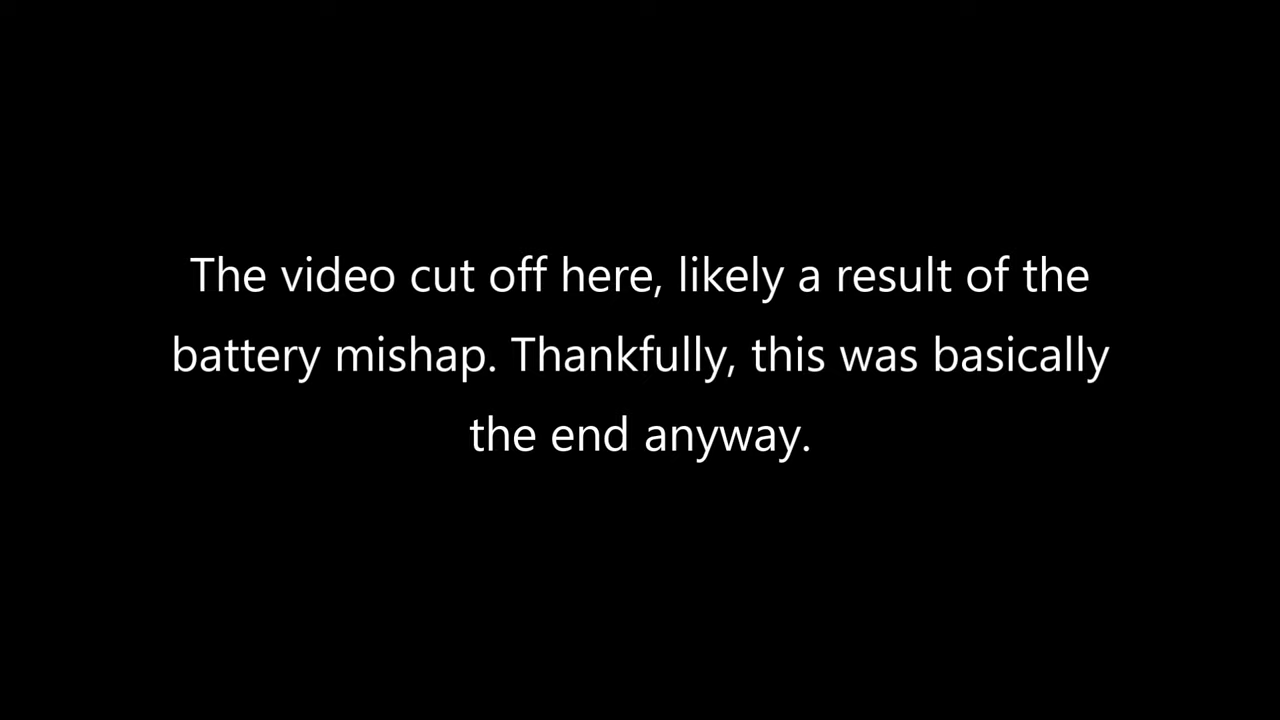 The video cut off here, likely a result of the
battery mishap. Thankfully, this was basically
the end anyway.